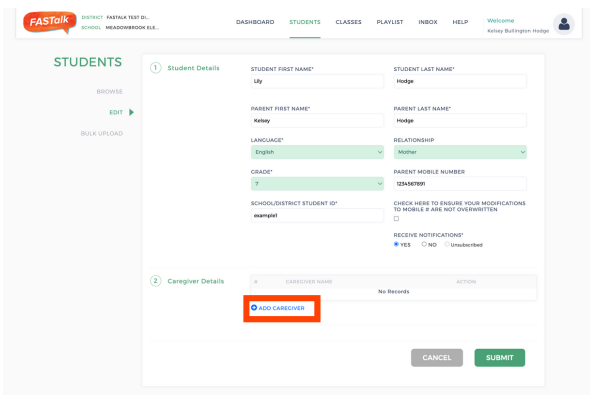 FASTalk
DISTRICT FASTALK TEST DI...
SCHOOL MEADOWBROOK ELE...
DASHBOARD STUDENTS CLASSES PLAYLIST INBOX HELP
Welcome
Kelsey Bullington Hodge
STUDENTS
BROWSE
EDIT
BULK UPLOAD
1 Student Details
STUDENT FIRST NAME* STUDENT LAST NAME*
Lily Hodge
PARENT FIRST NAME* PARENT LAST NAME*
Kelsey Hodge
LANGUAGE* RELATIONSHIP
English Mother
GRADE* PARENT MOBILE NUMBER
7 1234567891
SCHOOL/DISTRICT STUDENT ID* CHECK HERE TO ENSURE YOUR MODIFICATIONS
TO MOBILE # ARE NOT OVERWRITTEN
example1
RECEIVE NOTIFICATIONS*
YES NO Unsubscribed
2 Caregiver Details
# CAREGIVER NAME ACTION
No Records
ADD CAREGIVER
CANCEL SUBMIT